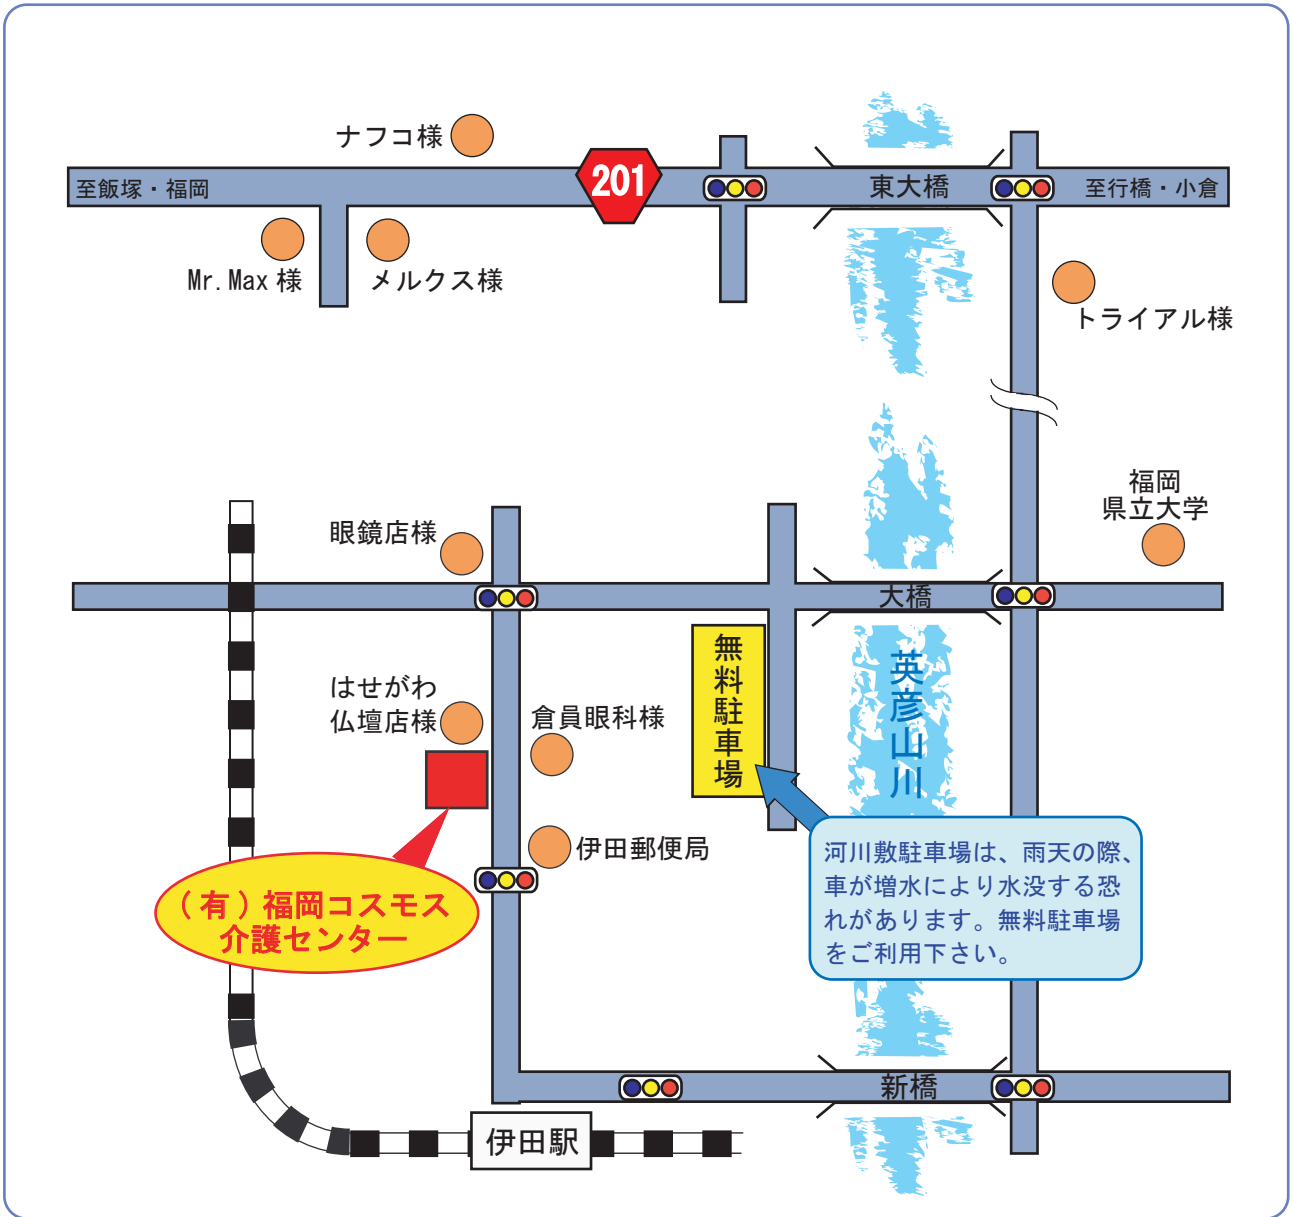 ナフコ様
201
至飯塚・福岡
東大橋
至行橋・小倉
Mr.Max 様
メルクス様
トライアル様
福岡
県立大学
眼鏡店様
大橋
無料駐車場
英彦山川
はせがわ
仏壇店様
倉員眼科様
伊田郵便局
河川敷駐車場は、雨天の際、
車が増水により水没する恐
れがあります。無料駐車場
をご利用下さい。
(有)福岡コスモス
介護センター
新橋
伊田駅